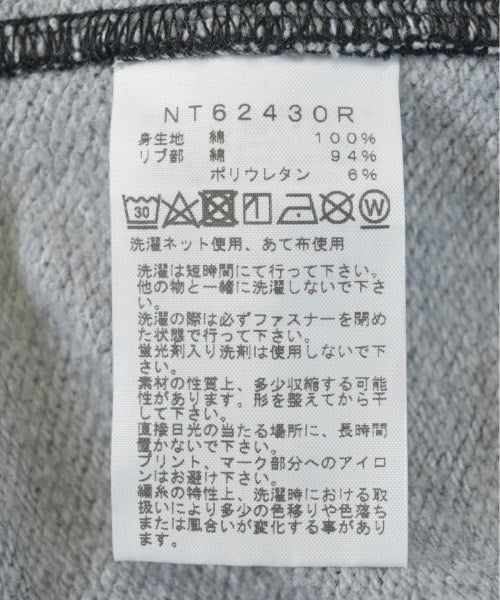 NT62430R
身生地 綿 100%
リブ部 綿 94%
ポリウレタン 6%
30 W
洗濯ネット使用、あて布使用
洗濯は短時間にて行って下さい。
他の物と一緒に洗濯しないで下さい。
洗濯の際は必ずファスナーを閉めた状態で行って下さい。
蛍光剤入り洗剤は使用しないで下さい。
素材の性質上、多少収縮する可能
性があります。形を整えてから干
して下さい。
直接日光の当たる場所に、長時間
置かないで下さい。
プリント、マーク部分へのアイロ
ンはお避け下さい。
綿糸の特性上、洗濯時における取
扱いにより多少の色移りや色落ち
または風合いが変化する事があり
ます。